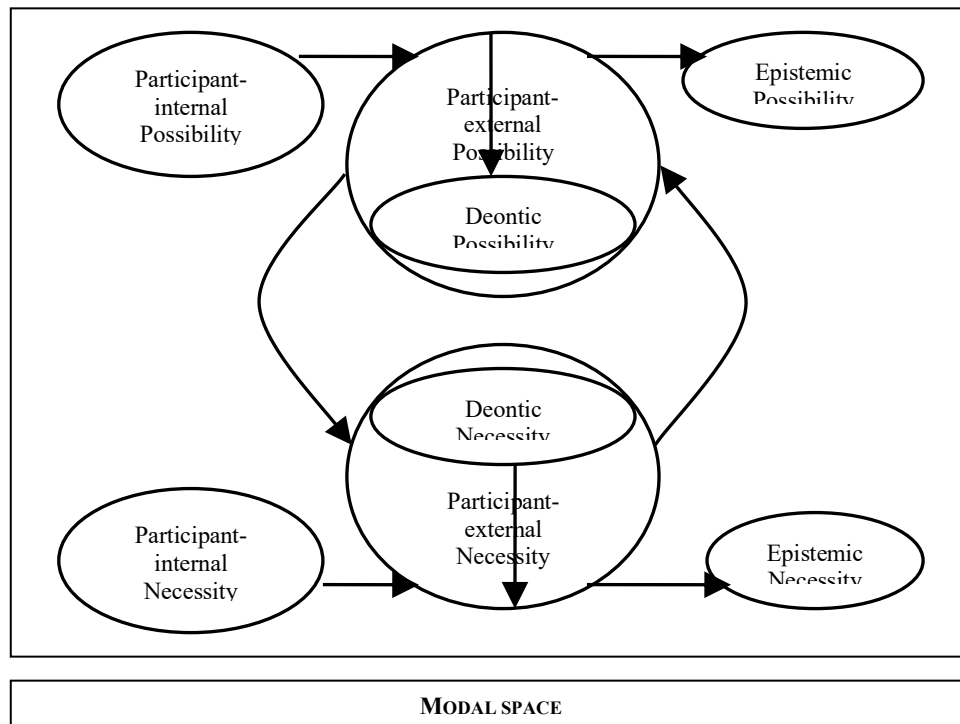 Participant-
internal
Possibility
Participant-
external
Possibility
Epistemic
Possibility
Deontic
Possibility
Deontic
Necessity
Participant-
internal
Necessity
Participant-
external
Necessity
Epistemic
Necessity
MODAL SPACE